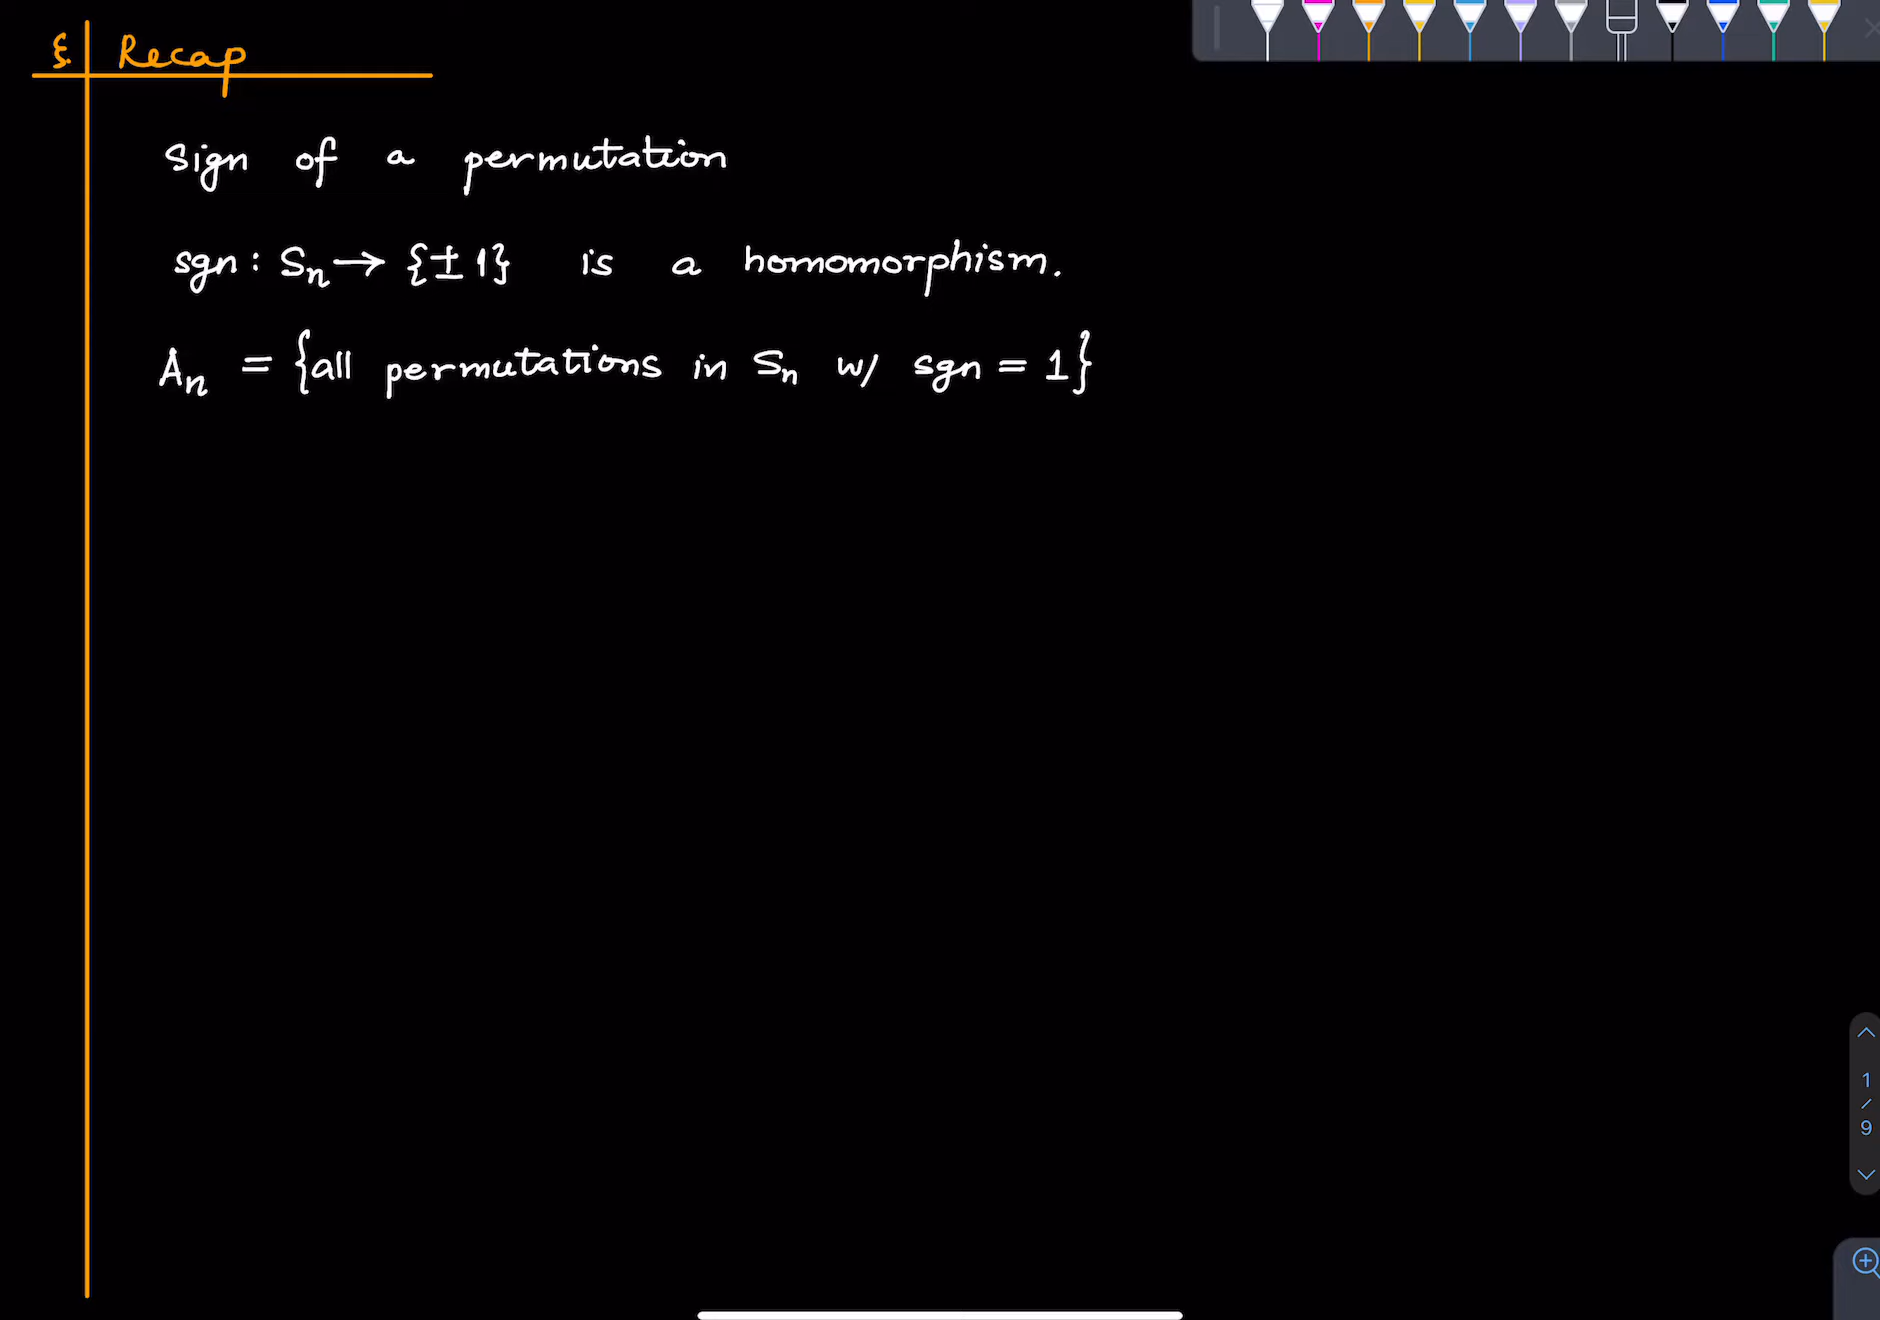 §. Recap
Sign of a permutation
sgn: Sₙ → {±1} is a homomorphism.
Aₙ = {all permutations in Sₙ w/ sgn = 1}
1
/
9